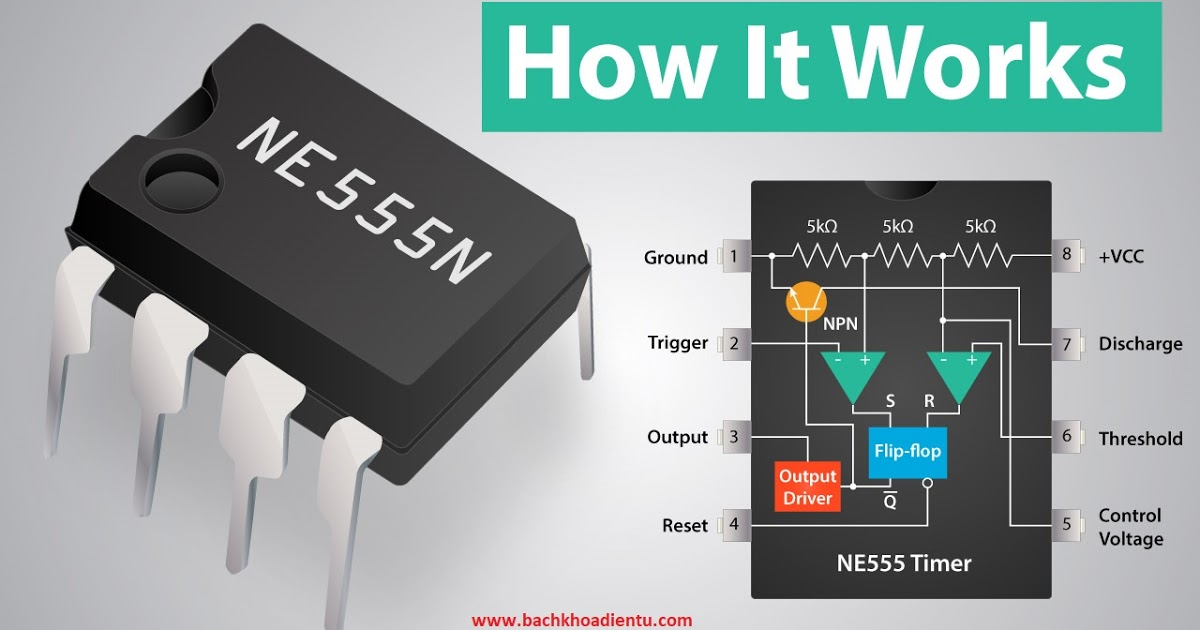 How It Works
NE555N
5kΩ 5kΩ 5kΩ
Ground 1
8 +VCC
NPN
Trigger 2
- +
- +
7 Discharge
S R
Output 3
Flip-flop
6 Threshold
Output
Driver
Q̅
Reset 4
5 Control
Voltage
NE555 Timer
www.bachkhoadientu.com